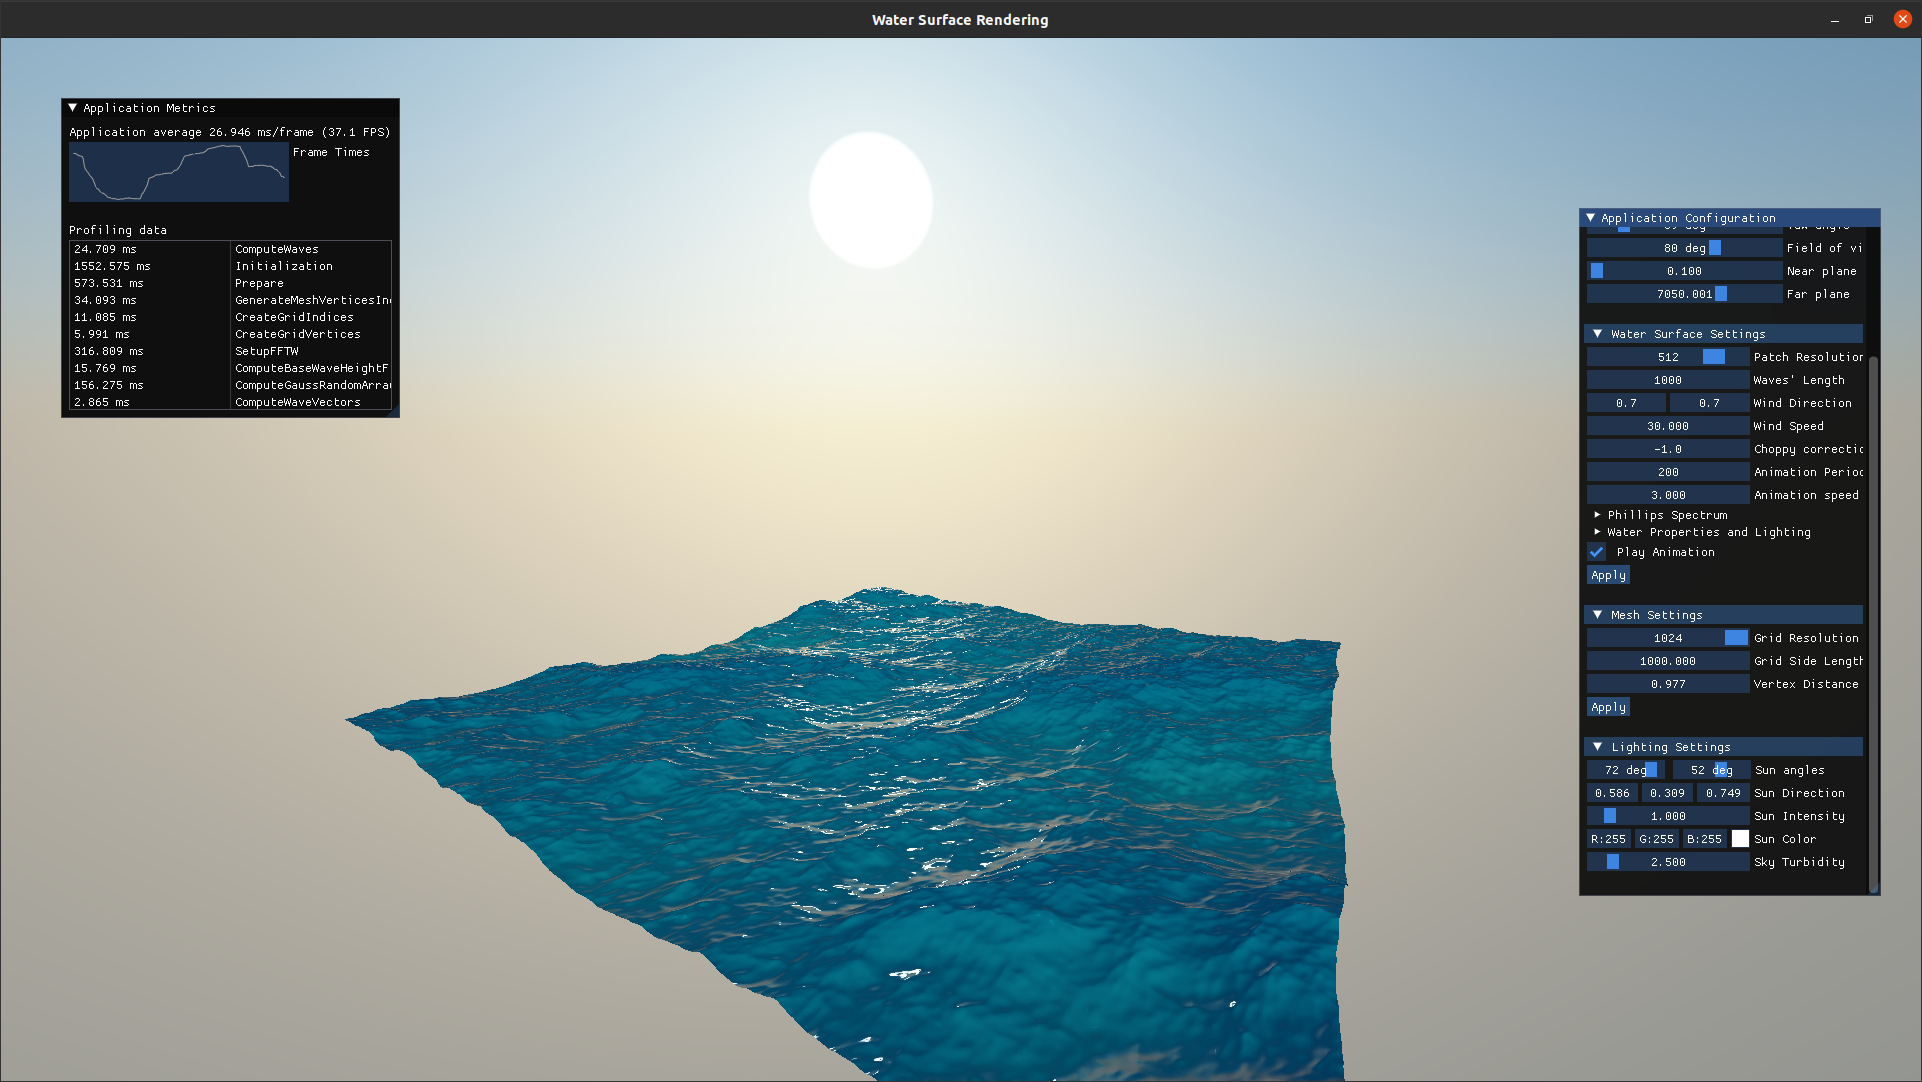 Water Surface Rendering
Application Metrics
Application average 26.946 ms/frame (37.1 FPS)
Frame Times
Profiling data
24.709 ms ComputeWaves
1552.575 ms Initialization
573.531 ms Prepare
34.093 ms GenerateMeshVerticesIn
11.085 ms CreateGridIndices
5.991 ms CreateGridVertices
316.809 ms SetupFFTW
15.769 ms ComputeBaseWaveHeightF
156.275 ms ComputeGaussRandomArra
2.865 ms ComputeWaveVectors
Application Configuration
80 deg Field of vi
0.100 Near plane
7050.001 Far plane
Water Surface Settings
512 Patch Resolution
1000 Waves' Length
0.7 0.7 Wind Direction
30.000 Wind Speed
-1.0 Choppy correctio
200 Animation Period
3.000 Animation speed
Phillips Spectrum
Water Properties and Lighting
Play Animation
Apply
Mesh Settings
1024 Grid Resolution
1000.000 Grid Side Length
0.977 Vertex Distance
Apply
Lighting Settings
72 deg 52 deg Sun angles
0.586 0.309 0.749 Sun Direction
1.000 Sun Intensity
R:255 G:255 B:255 Sun Color
2.500 Sky Turbidity